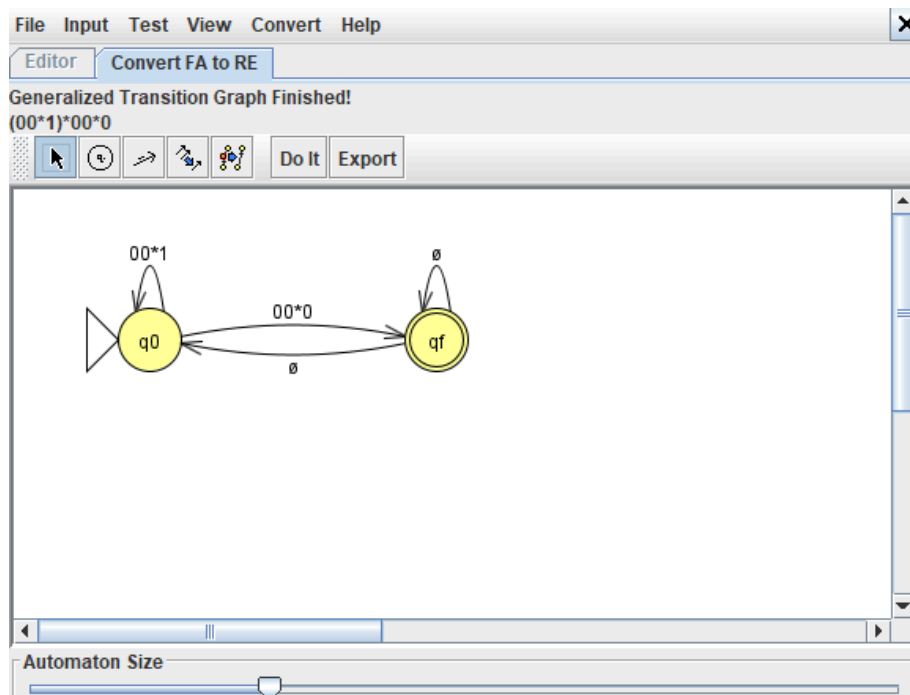 File Input Test View Convert Help
Editor Convert FA to RE
Generalized Transition Graph Finished!
(00*1)*00*0
Do It Export
00*1
ø
00*0
q0
qf
ø
Automaton Size